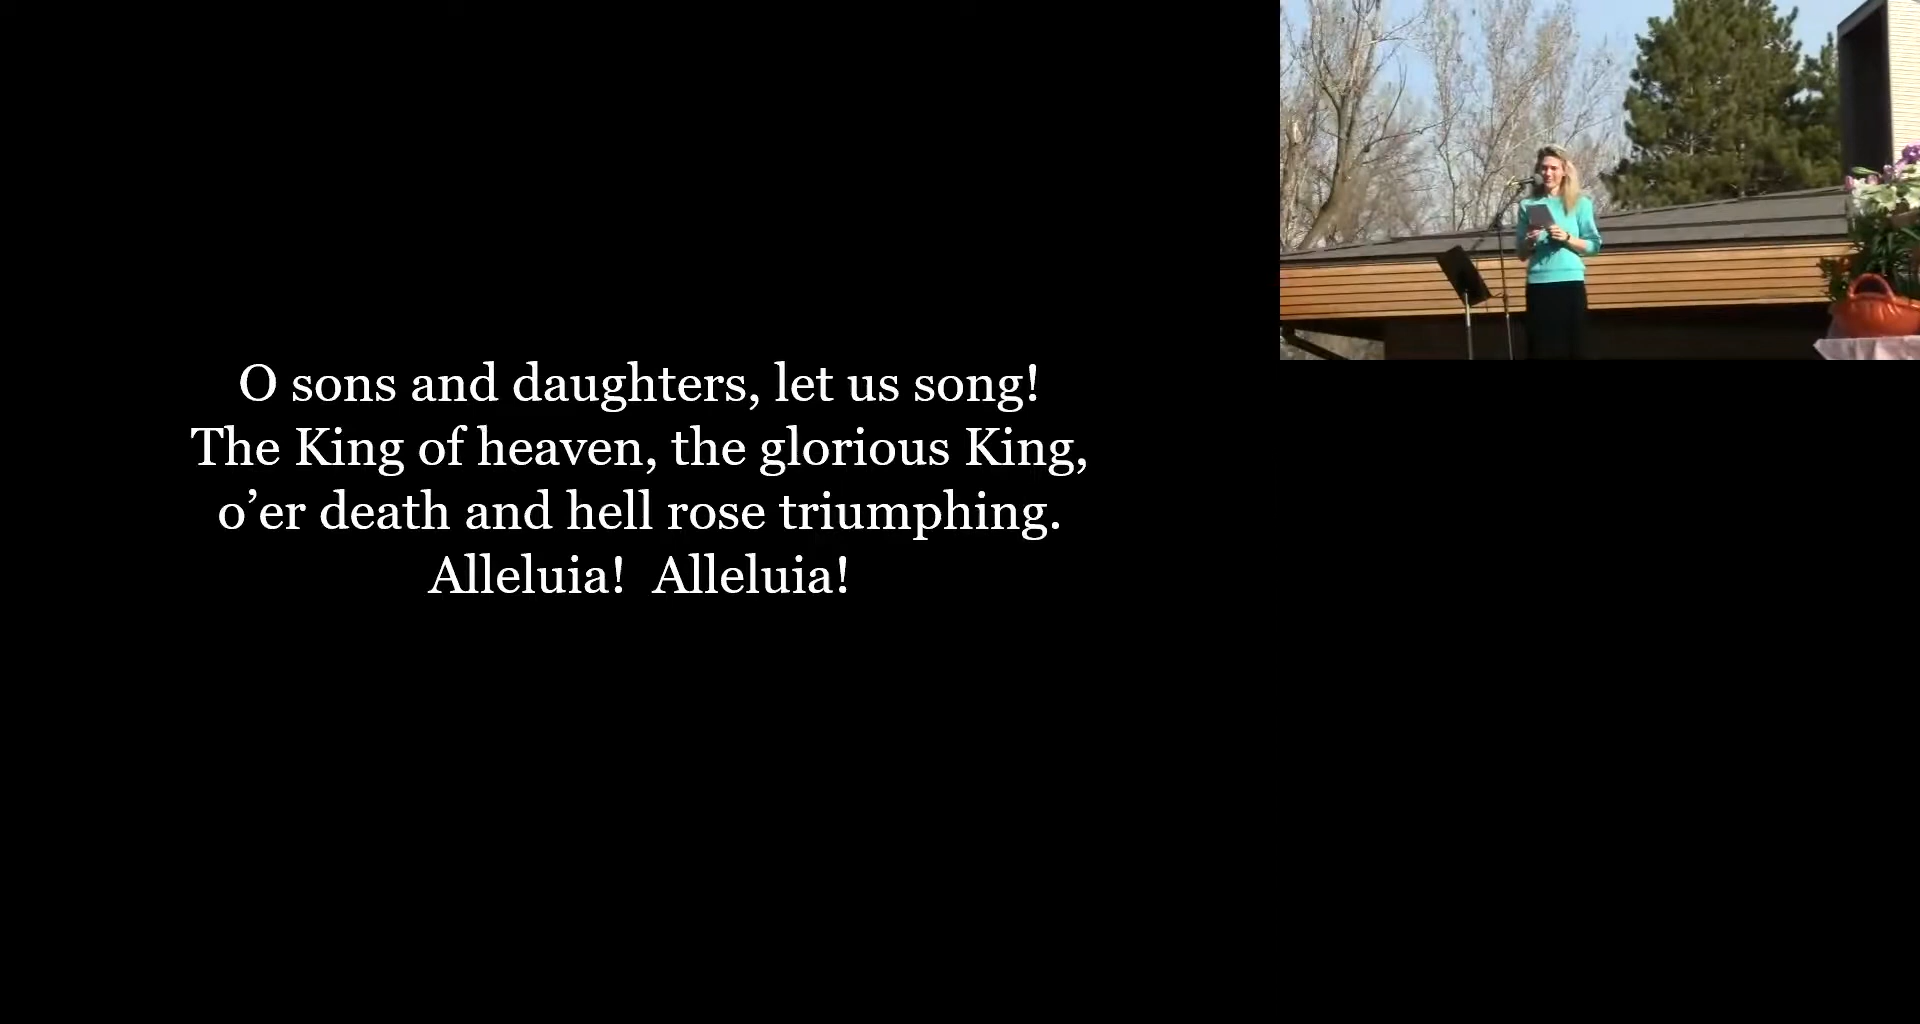 O sons and daughters, let us song!
The King of heaven, the glorious King,
o’er death and hell rose triumphing.
Alleluia!  Alleluia!